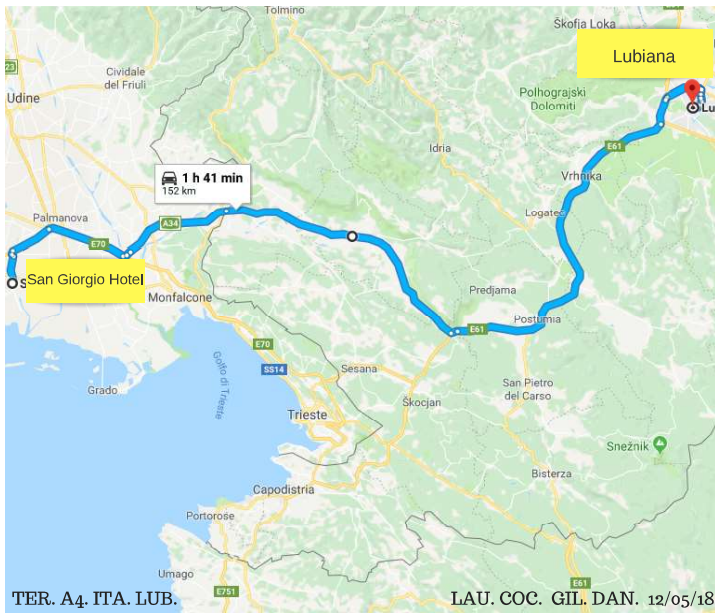 Tolmino
Škofja Loka
Lubiana
23
Cividale
del Friuli
Udine
Polhograjski
Dolomiti
Lu
Idria
E61
Vrhnika
1 h 41 min
152 km
Palmanova
A34
Logatec
E70
S
San Giorgio Hotel
Monfalcone
Predjama
Postumia
E61
E70
SS14
Sesana
Golfo di Trieste
Grado
San Pietro
del Carso
Škocjan
Trieste
Snežnik
Bisterza
Capodistria
Portorose
Umago
E61
E751
TER. A4. ITA. LUB.
LAU. COC. GIL. DAN. 12/05/18